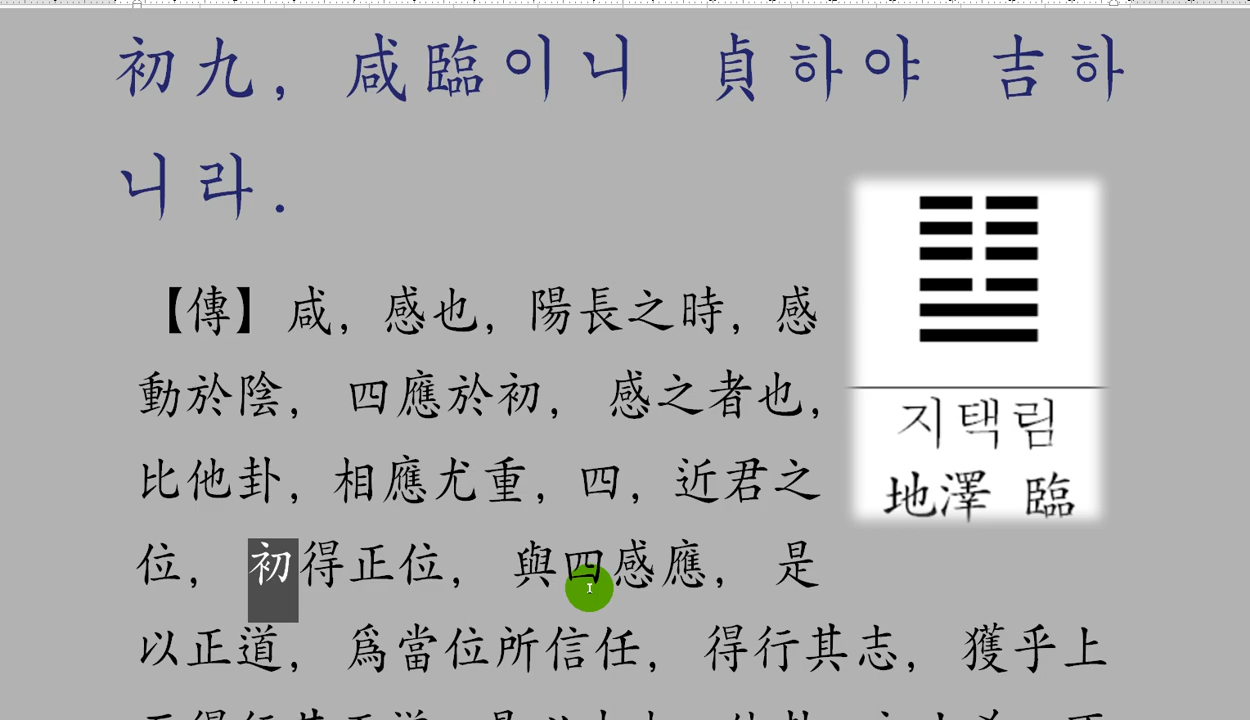 初九, 咸臨이니 貞하야 吉하
니라.
【傳】 咸, 感也, 陽長之時, 感
動於陰, 四應於初, 感之者也,
比他卦, 相應尤重, 四, 近君之
位, 初得正位, 與四感應, 是
以正道, 爲當位所信任, 得行其志, 獲乎上
지택림
地澤 臨